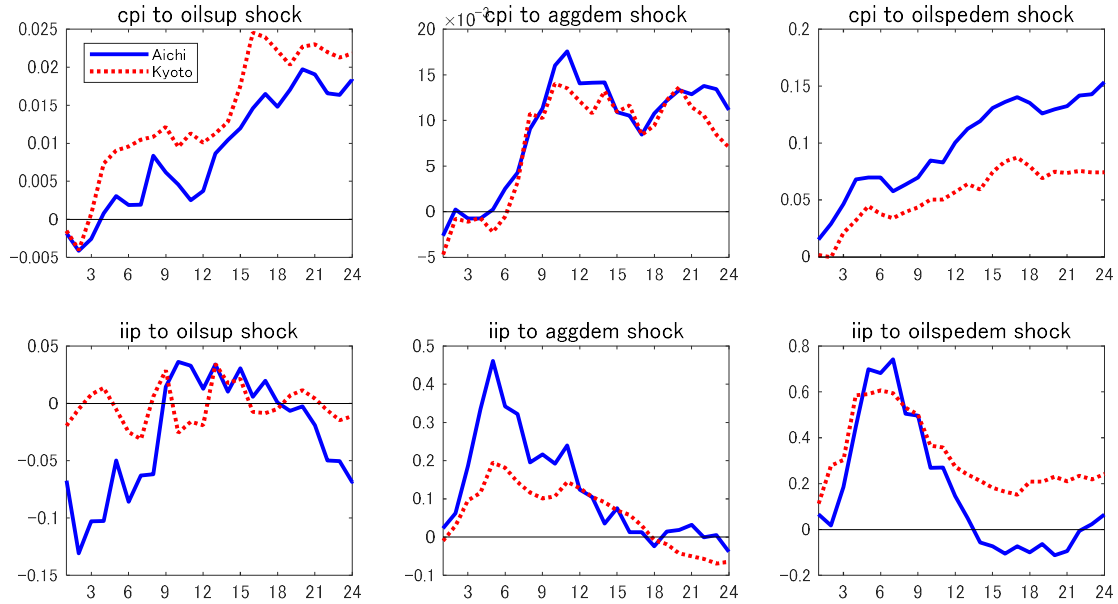 cpi to oilsup shock
0.025
0.02
0.015
0.01
0.005
0
−0.005
3 6 9 12 15 18 21 24
Aichi
Kyoto
cpi to aggdem shock
×10⁻³
20
15
10
5
0
−5
3 6 9 12 15 18 21 24
cpi to oilspedem shock
0.2
0.15
0.1
0.05
0
3 6 9 12 15 18 21 24
iip to oilsup shock
0.05
0
−0.05
−0.1
−0.15
3 6 9 12 15 18 21 24
iip to aggdem shock
0.5
0.4
0.3
0.2
0.1
0
−0.1
3 6 9 12 15 18 21 24
iip to oilspedem shock
0.8
0.6
0.4
0.2
0
−0.2
3 6 9 12 15 18 21 24